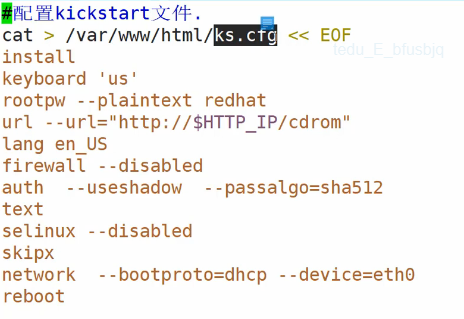 #配置kickstart文件.
cat > /var/www/html/ks.cfg << EOF
tedu_E_bfusbjq
install
keyboard 'us'
rootpw --plaintext redhat
url --url="http://$HTTP_IP/cdrom"
lang en_US
firewall --disabled
auth  --useshadow  --passalgo=sha512
text
selinux --disabled
skipx
network  --bootproto=dhcp --device=eth0
reboot